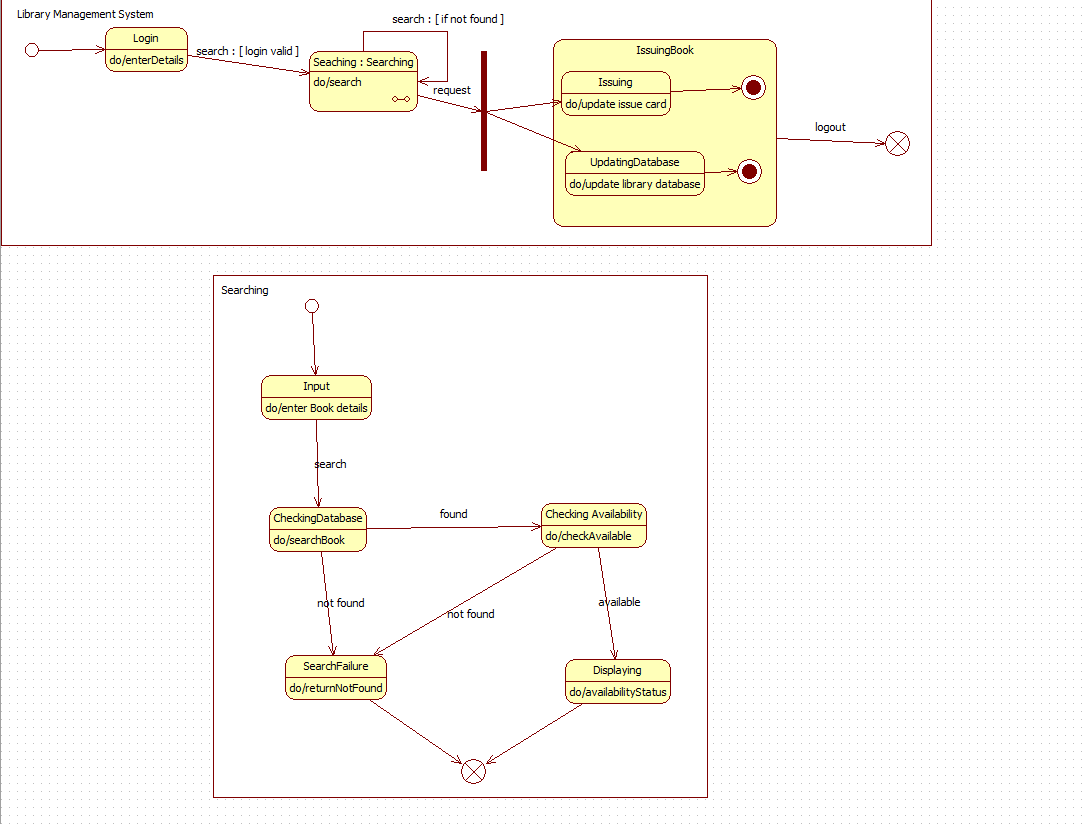 Library Management System
search : [ if not found ]
Login
do/enterDetails
search : [ login valid ]
Seaching : Searching
do/search
request
IssuingBook
Issuing
do/update issue card
UpdatingDatabase
do/update library database
logout
Searching
Input
do/enter Book details
search
CheckingDatabase
do/searchBook
found
Checking Availability
do/checkAvailable
not found
not found
available
SearchFailure
do/returnNotFound
Displaying
do/availabilityStatus